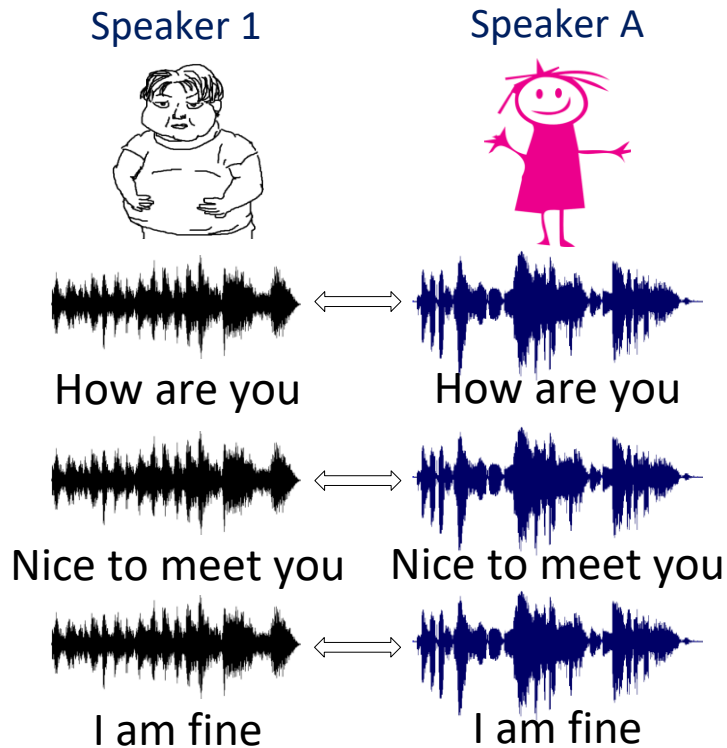 Speaker 1
Speaker A
How are you
How are you
Nice to meet you
Nice to meet you
I am fine
I am fine